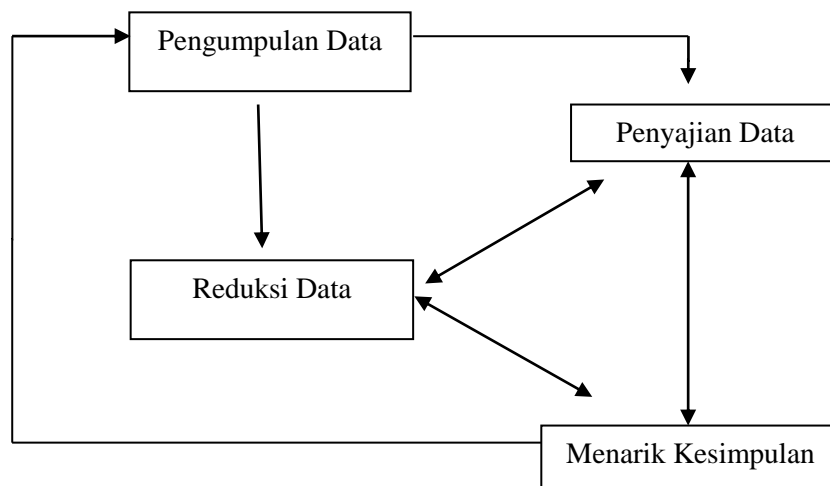 Pengumpulan Data
Penyajian Data
Reduksi Data
Menarik Kesimpulan